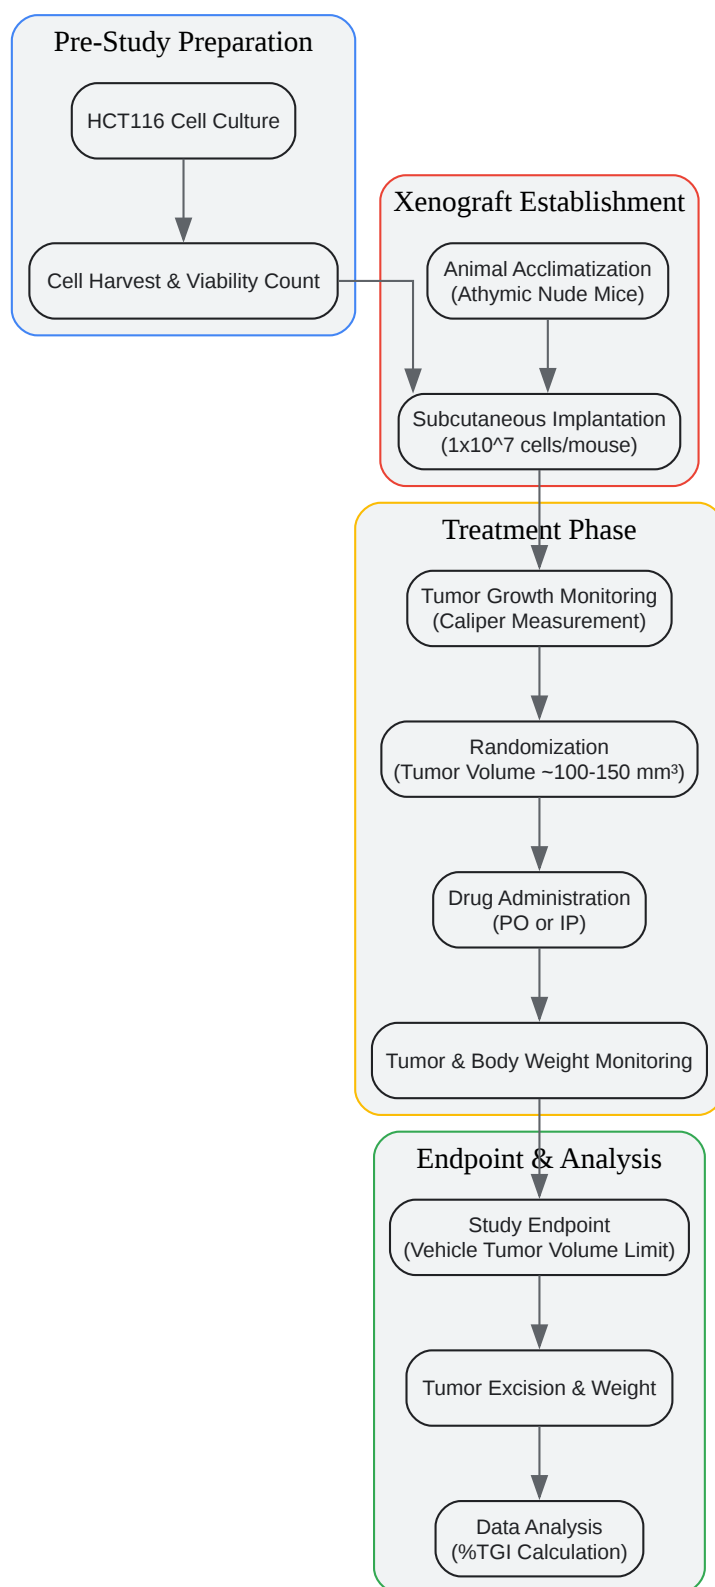 Pre-Study Preparation
HCT116 Cell Culture
Cell Harvest & Viability Count
Xenograft Establishment
Animal Acclimatization
(Athymic Nude Mice)
Subcutaneous Implantation
(1x10^7 cells/mouse)
Treatment Phase
Tumor Growth Monitoring
(Caliper Measurement)
Randomization
(Tumor Volume ~100-150 mm³)
Drug Administration
(PO or IP)
Tumor & Body Weight Monitoring
Endpoint & Analysis
Study Endpoint
(Vehicle Tumor Volume Limit)
Tumor Excision & Weight
Data Analysis
(%TGI Calculation)